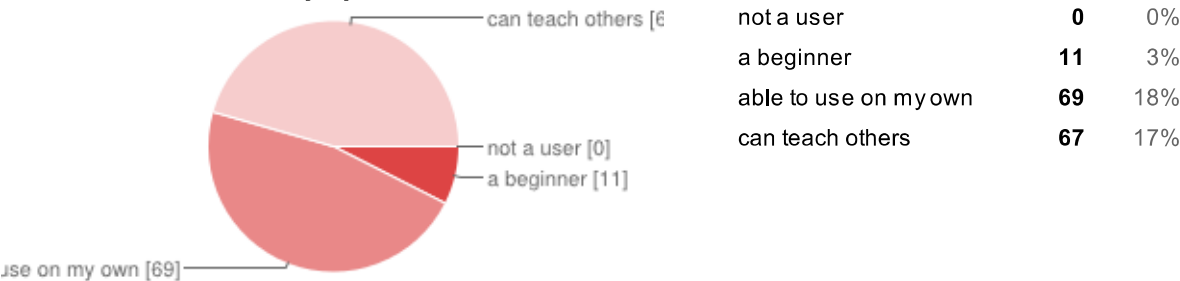 can teach others [6
not a user [0]
a beginner [11]
use on my own [69]
not a user 0 0%
a beginner 11 3%
able to use on my own 69 18%
can teach others 67 17%